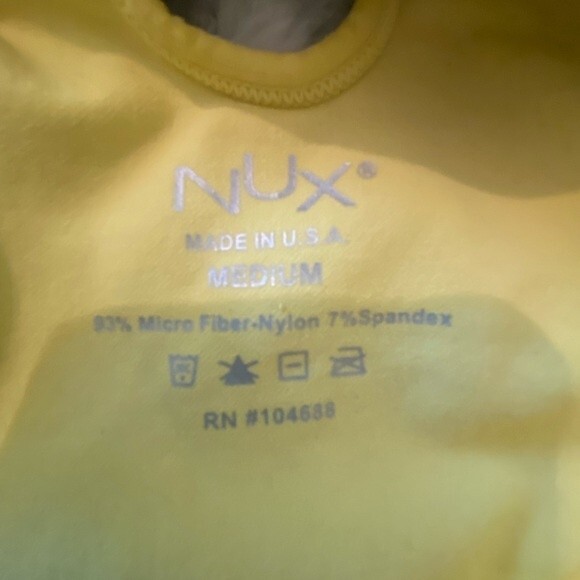 NUX®
MADE IN U.S.A.
MEDIUM
93% Micro Fiber-Nylon 7%Spandex
RN #104688